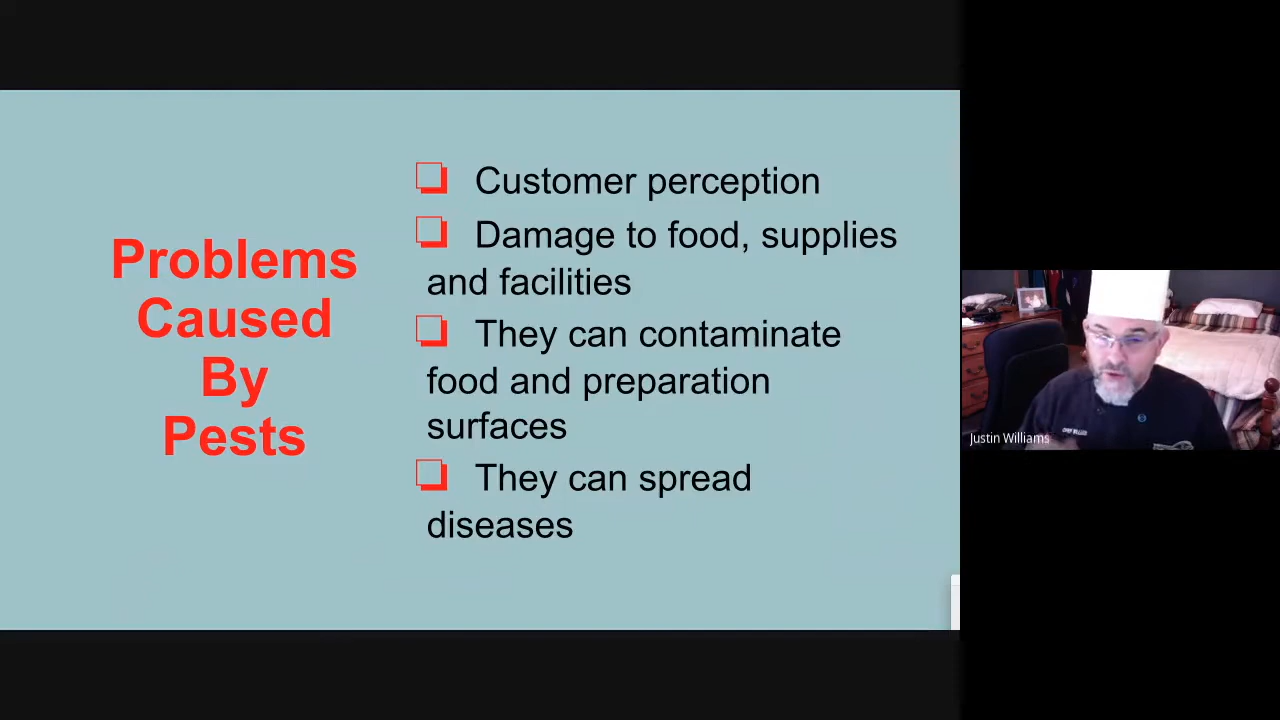 Problems
Caused
By
Pests
Customer perception
Damage to food, supplies
and facilities
They can contaminate
food and preparation
surfaces
They can spread
diseases
Justin Williams